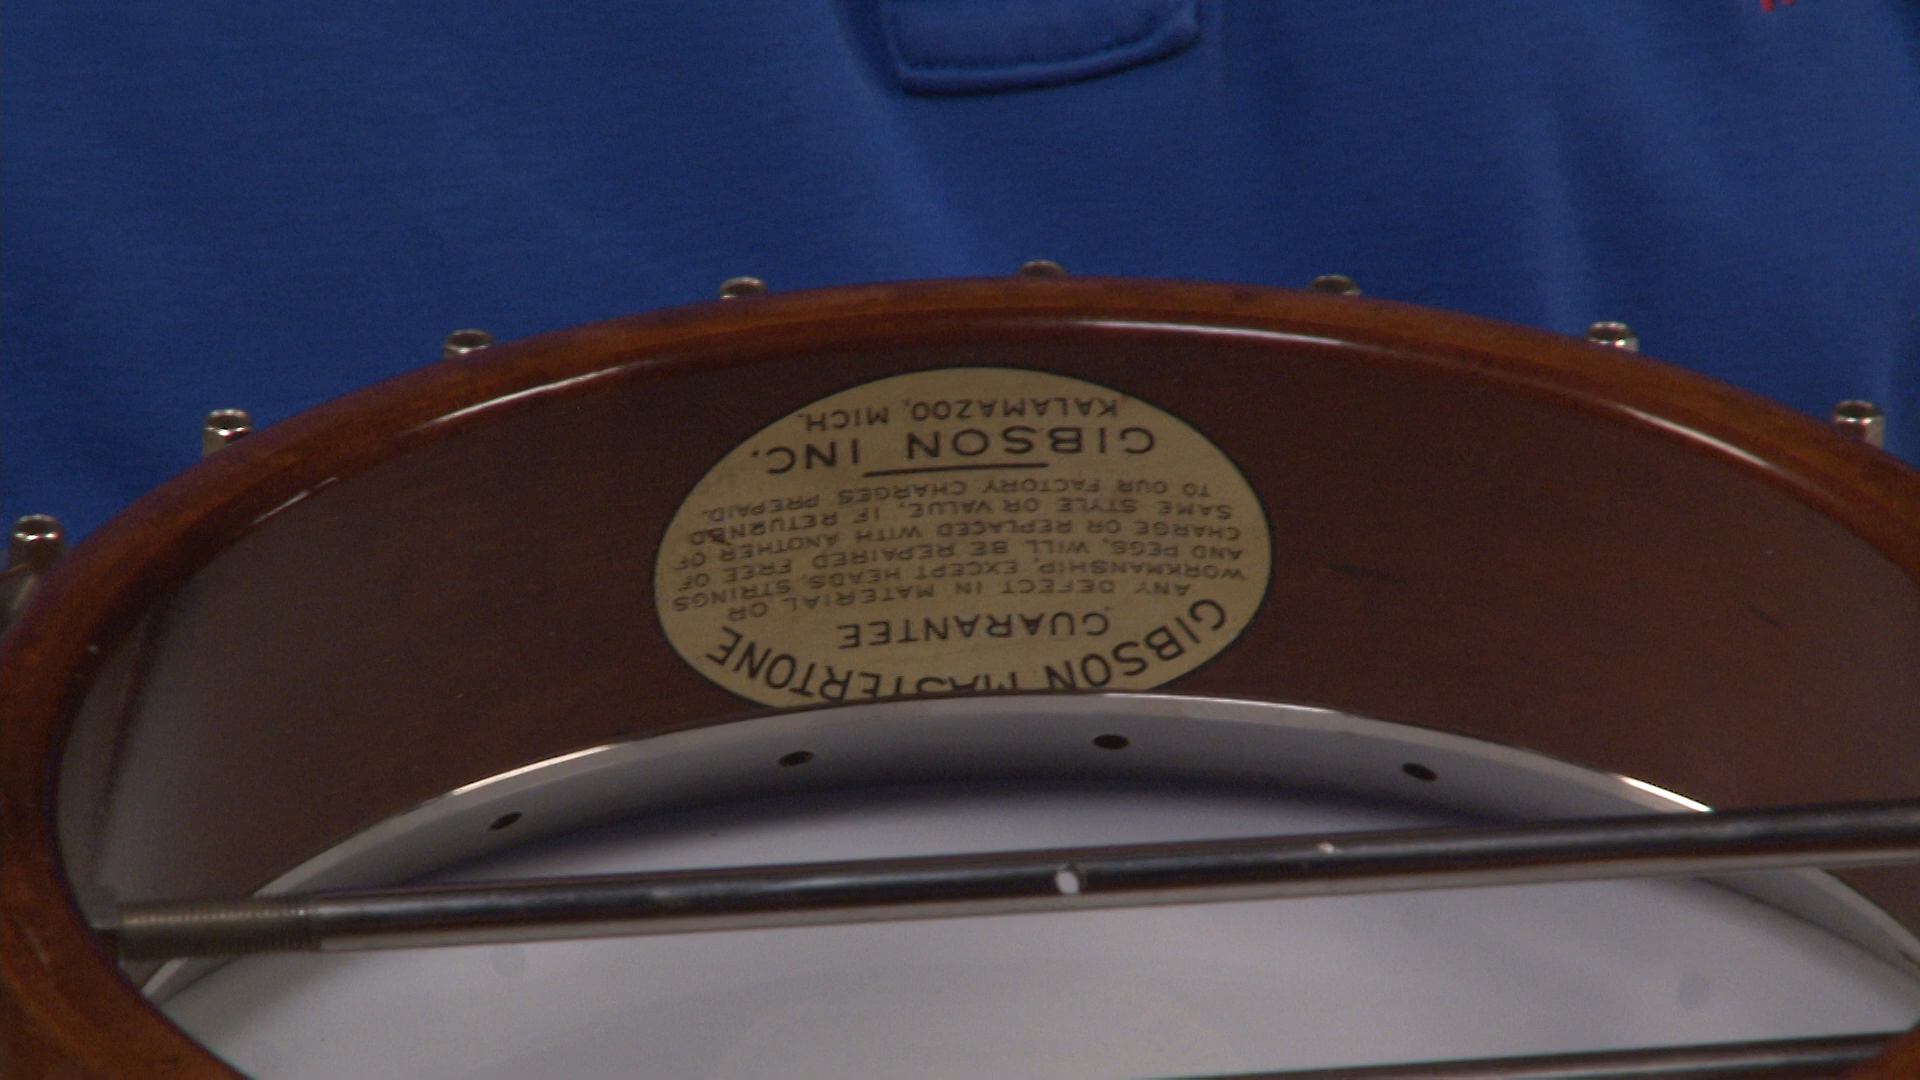 GIBSON MASTERTONE
GUARANTEE
ANY DEFECT IN MATERIAL OR
WORKMANSHIP, EXCEPT HEADS, STRINGS
AND PEGS, WILL BE REPAIRED FREE OF
CHARGE OR REPLACED WITH ANOTHER OF
SAME STYLE OR VALUE, IF RETURNED
TO OUR FACTORY CHARGES PREPAID.
GIBSON INC.
KALAMAZOO, MICH.